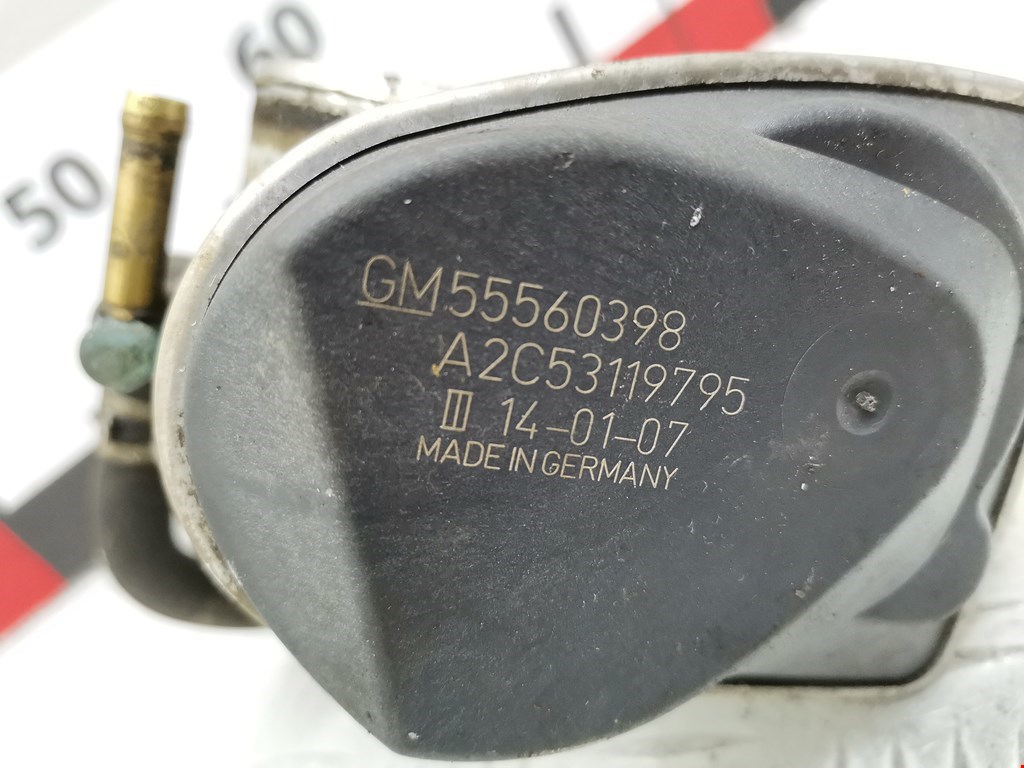 60
50
GM55560398
A2C53119795
III 14-01-07
MADE IN GERMANY